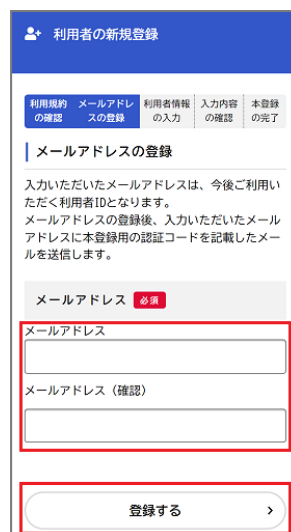 利用者の新規登録
利用規約の確認
メールアドレスの登録
利用者情報の入力
入力内容の確認
本登録の完了
メールアドレスの登録
入力いただいたメールアドレスは、今後ご利用い
ただく利用者IDとなります。
メールアドレスの登録後、入力いただいたメール
アドレスに本登録用の認証コードを記載したメー
ルを送信します。
メールアドレス 必須
メールアドレス
メールアドレス（確認）
登録する